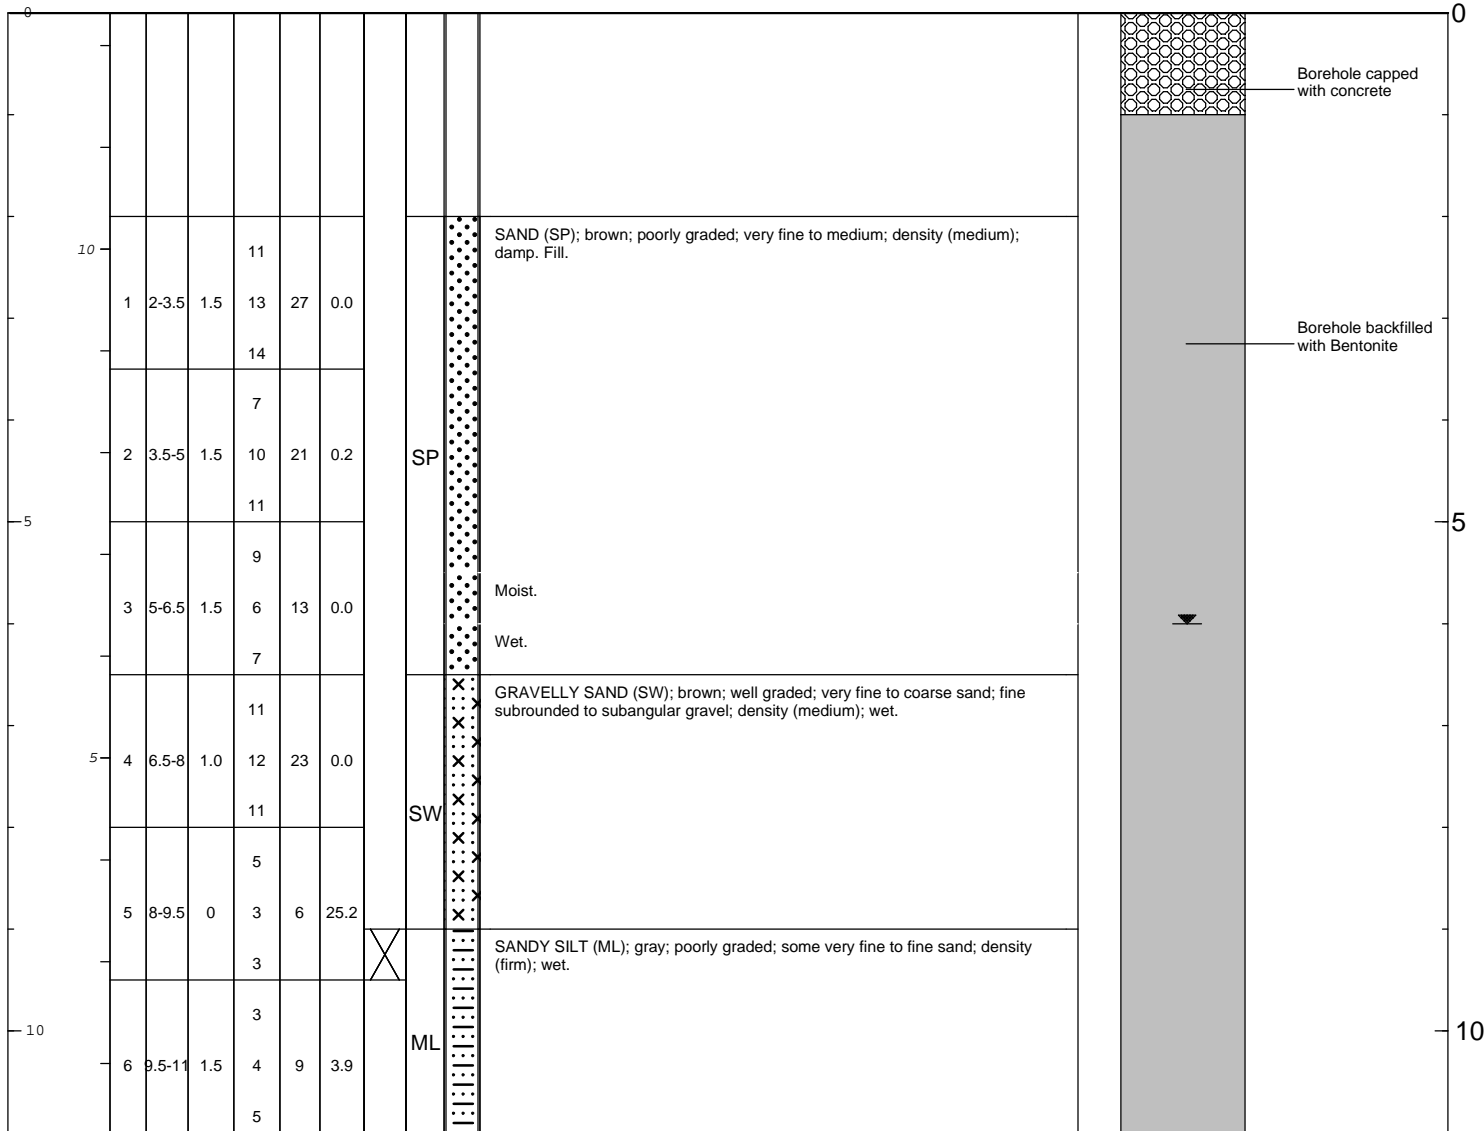 0
0
Borehole capped
with concrete
SAND (SP); brown; poorly graded; very fine to medium; density (medium);
damp. Fill.
10
11
1 2-3.5 1.5 13 27 0.0
14
Borehole backfilled
with Bentonite
7
2 3.5-5 1.5 10 21 0.2
SP
11
5
5
9
Moist.
3 5-6.5 1.5 6 13 0.0
Wet.
7
GRAVELLY SAND (SW); brown; well graded; very fine to coarse sand; fine
subrounded to subangular gravel; density (medium); wet.
11
5
4 6.5-8 1.0 12 23 0.0
11
SW
5
5 8-9.5 0 3 6 25.2
3
SANDY SILT (ML); gray; poorly graded; some very fine to fine sand; density
(firm); wet.
3
10
10
ML
6 9.5-11 1.5 4 9 3.9
5